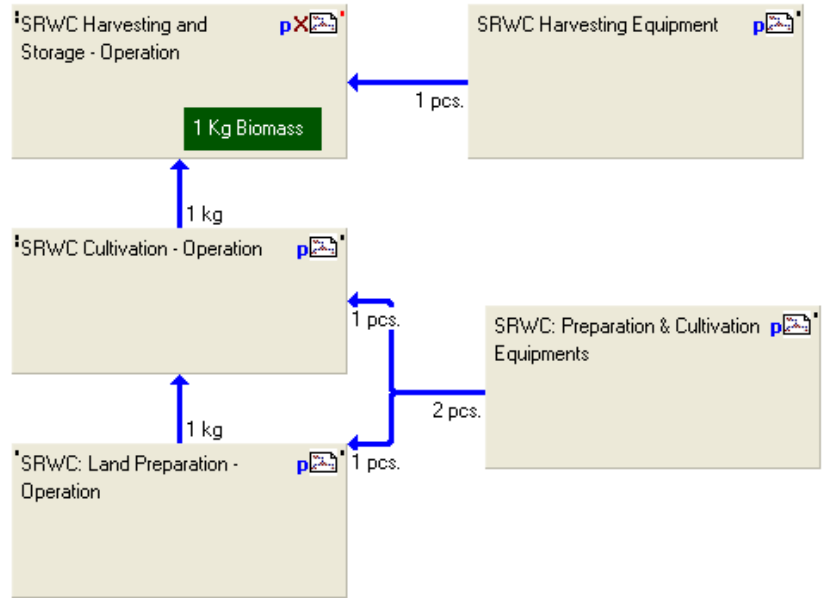 SRWC Harvesting and
Storage - Operation
pX
1 Kg Biomass
SRWC Harvesting Equipment
p
1 pcs.
1 kg
SRWC Cultivation - Operation
p
1 pcs.
SRWC: Preparation & Cultivation
Equipments
p
2 pcs.
1 kg
SRWC: Land Preparation -
Operation
p
1 pcs.